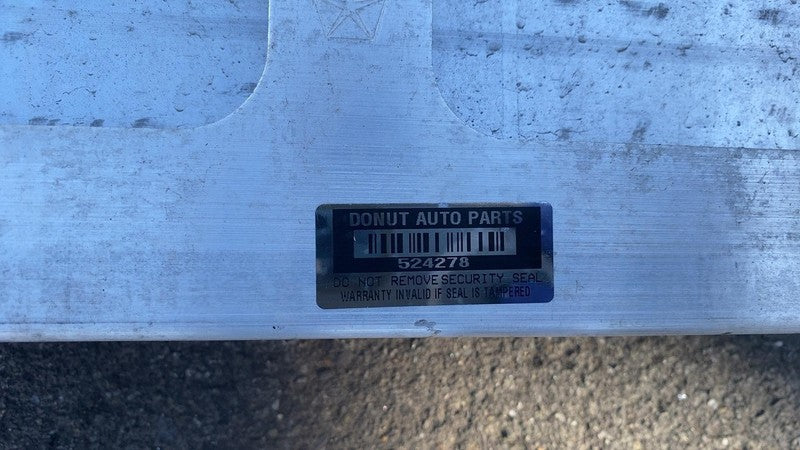 DONUT AUTO PARTS
524278
DO NOT REMOVE SECURITY SEAL
WARRANTY INVALID IF SEAL IS TAMPERED